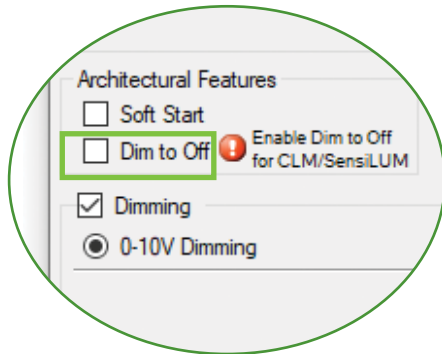 Architectural Features
Soft Start
Dim to Off
Enable Dim to Off
for CLM/SensiLUM
Dimming
0-10V Dimming